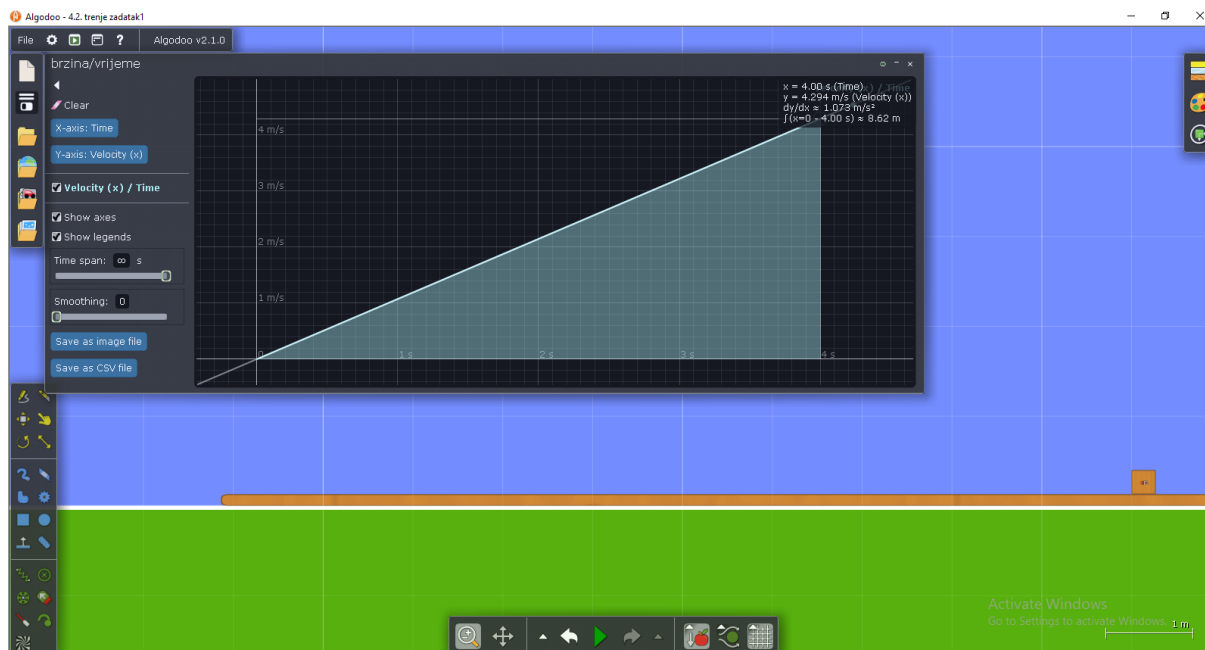 Algodoo - 4.2. trenje zadatak1
File ? Algodoo v2.1.0
brzina/vrijeme
Clear
X-axis: Time
Y-axis: Velocity (x)
Velocity (x) / Time
Show axes
Show legends
Time span: ∞ s
Smoothing: 0
Save as image file
Save as CSV file
x = 4.00 s (Time)
y = 4.294 m/s (Velocity (x))
dy/dx ≈ 1.073 m/s²
∫(x=0 - 4.00 s) ≈ 8.62 m
4 m/s
3 m/s
2 m/s
1 m/s
0 1 s 2 s 3 s 4 s
Activate Windows
Go to Settings to activate Windows.
1 m